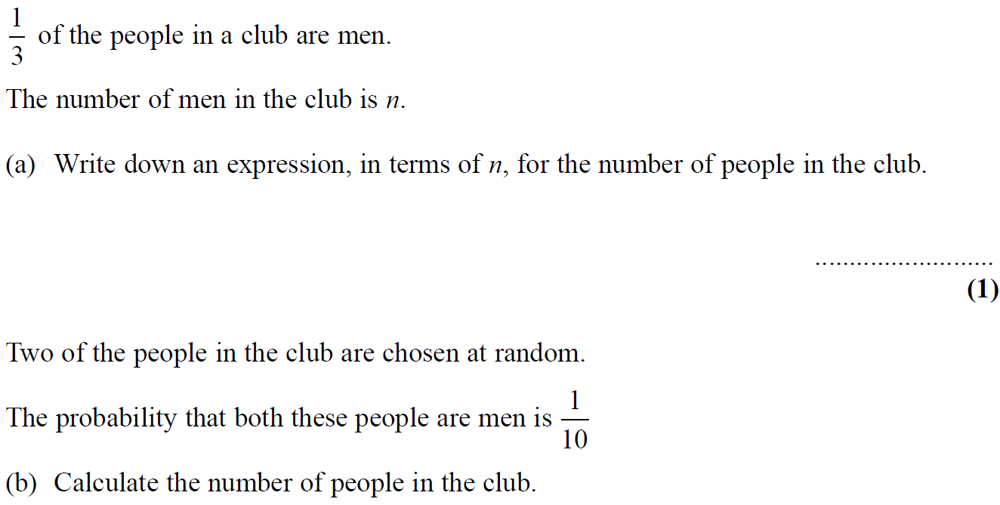 1/3 of the people in a club are men.
The number of men in the club is n.
(a) Write down an expression, in terms of n, for the number of people in the club.
..........................
(1)
Two of the people in the club are chosen at random.
The probability that both these people are men is 1/10
(b) Calculate the number of people in the club.